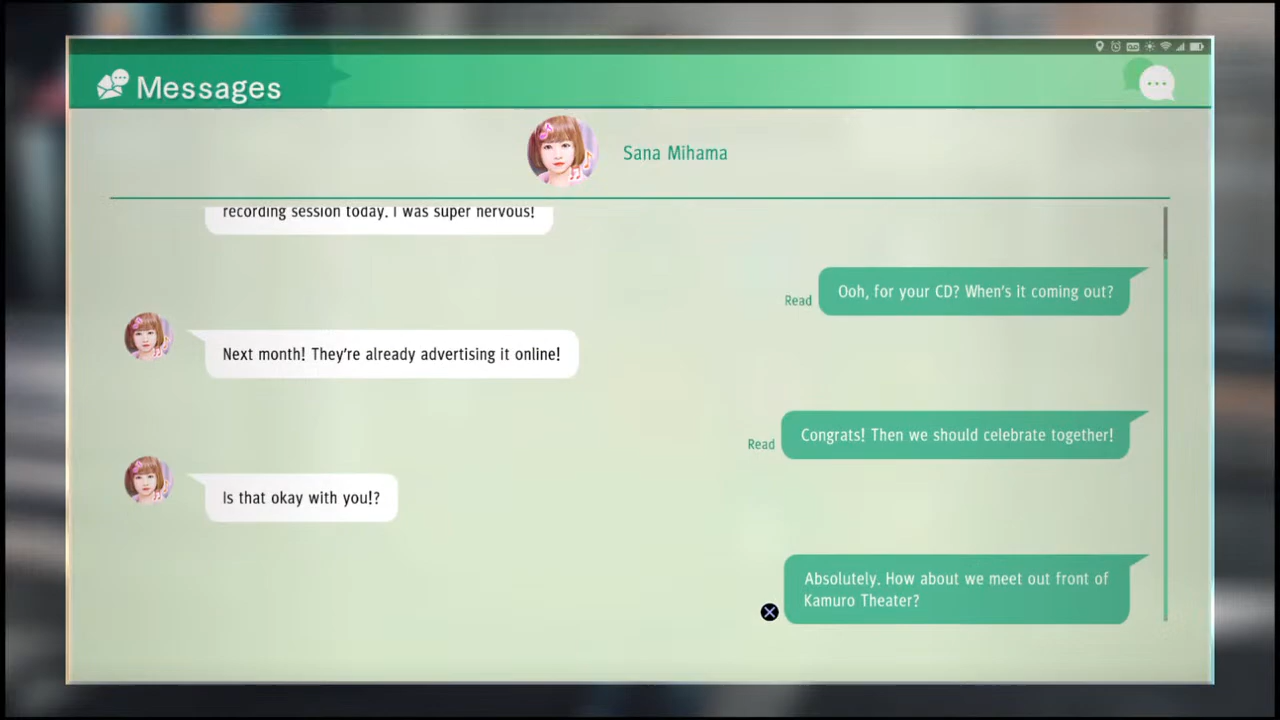 Messages
Sana Mihama
recording session today. I was super nervous!
Ooh, for your CD? When's it coming out?
Read
Next month! They're already advertising it online!
Congrats! Then we should celebrate together!
Read
Is that okay with you!?
Absolutely. How about we meet out front of
Kamuro Theater?